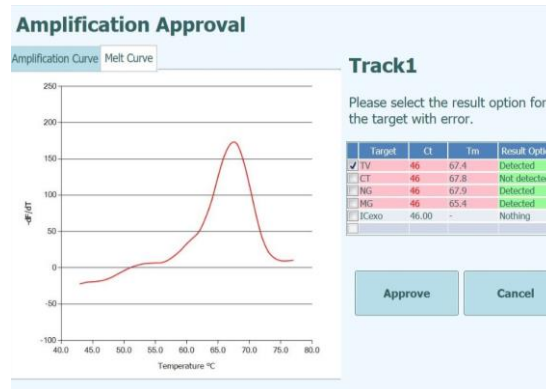 Amplification Approval
Amplification Curve Melt Curve
250
200
150
100
50
0
-50
-100
-dF/dT
40.0 45.0 50.0 55.0 60.0 65.0 70.0 75.0 80.0
Temperature ºC
Track1
Please select the result option for
the target with error.
Target Ct Tm Result Optio
TV 46 67.4 Detected
CT 46 67.8 Not detected
NG 46 67.9 Detected
MG 46 65.4 Detected
ICexo 46.00 - Nothing
Approve Cancel